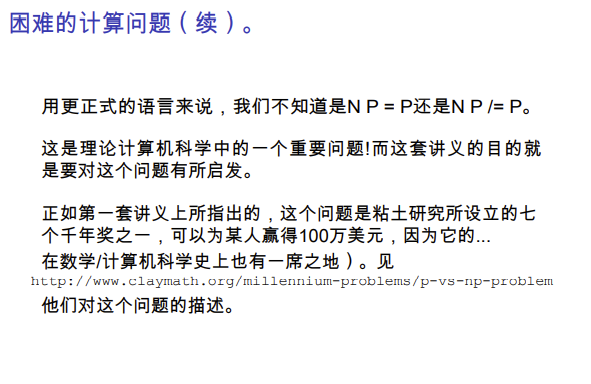 困难的计算问题（续）。
用更正式的语言来说，我们不知道是N P = P还是N P /= P。
这是理论计算机科学中的一个重要问题!而这套讲义的目的就
是要对这个问题有所启发。
正如第一套讲义上所指出的，这个问题是粘土研究所设立的七
个千年奖之一，可以为某人赢得100万美元，因为它的...
在数学/计算机科学史上也有一席之地）。见
http://www.claymath.org/millennium-problems/p-vs-np-problem
他们对这个问题的描述。